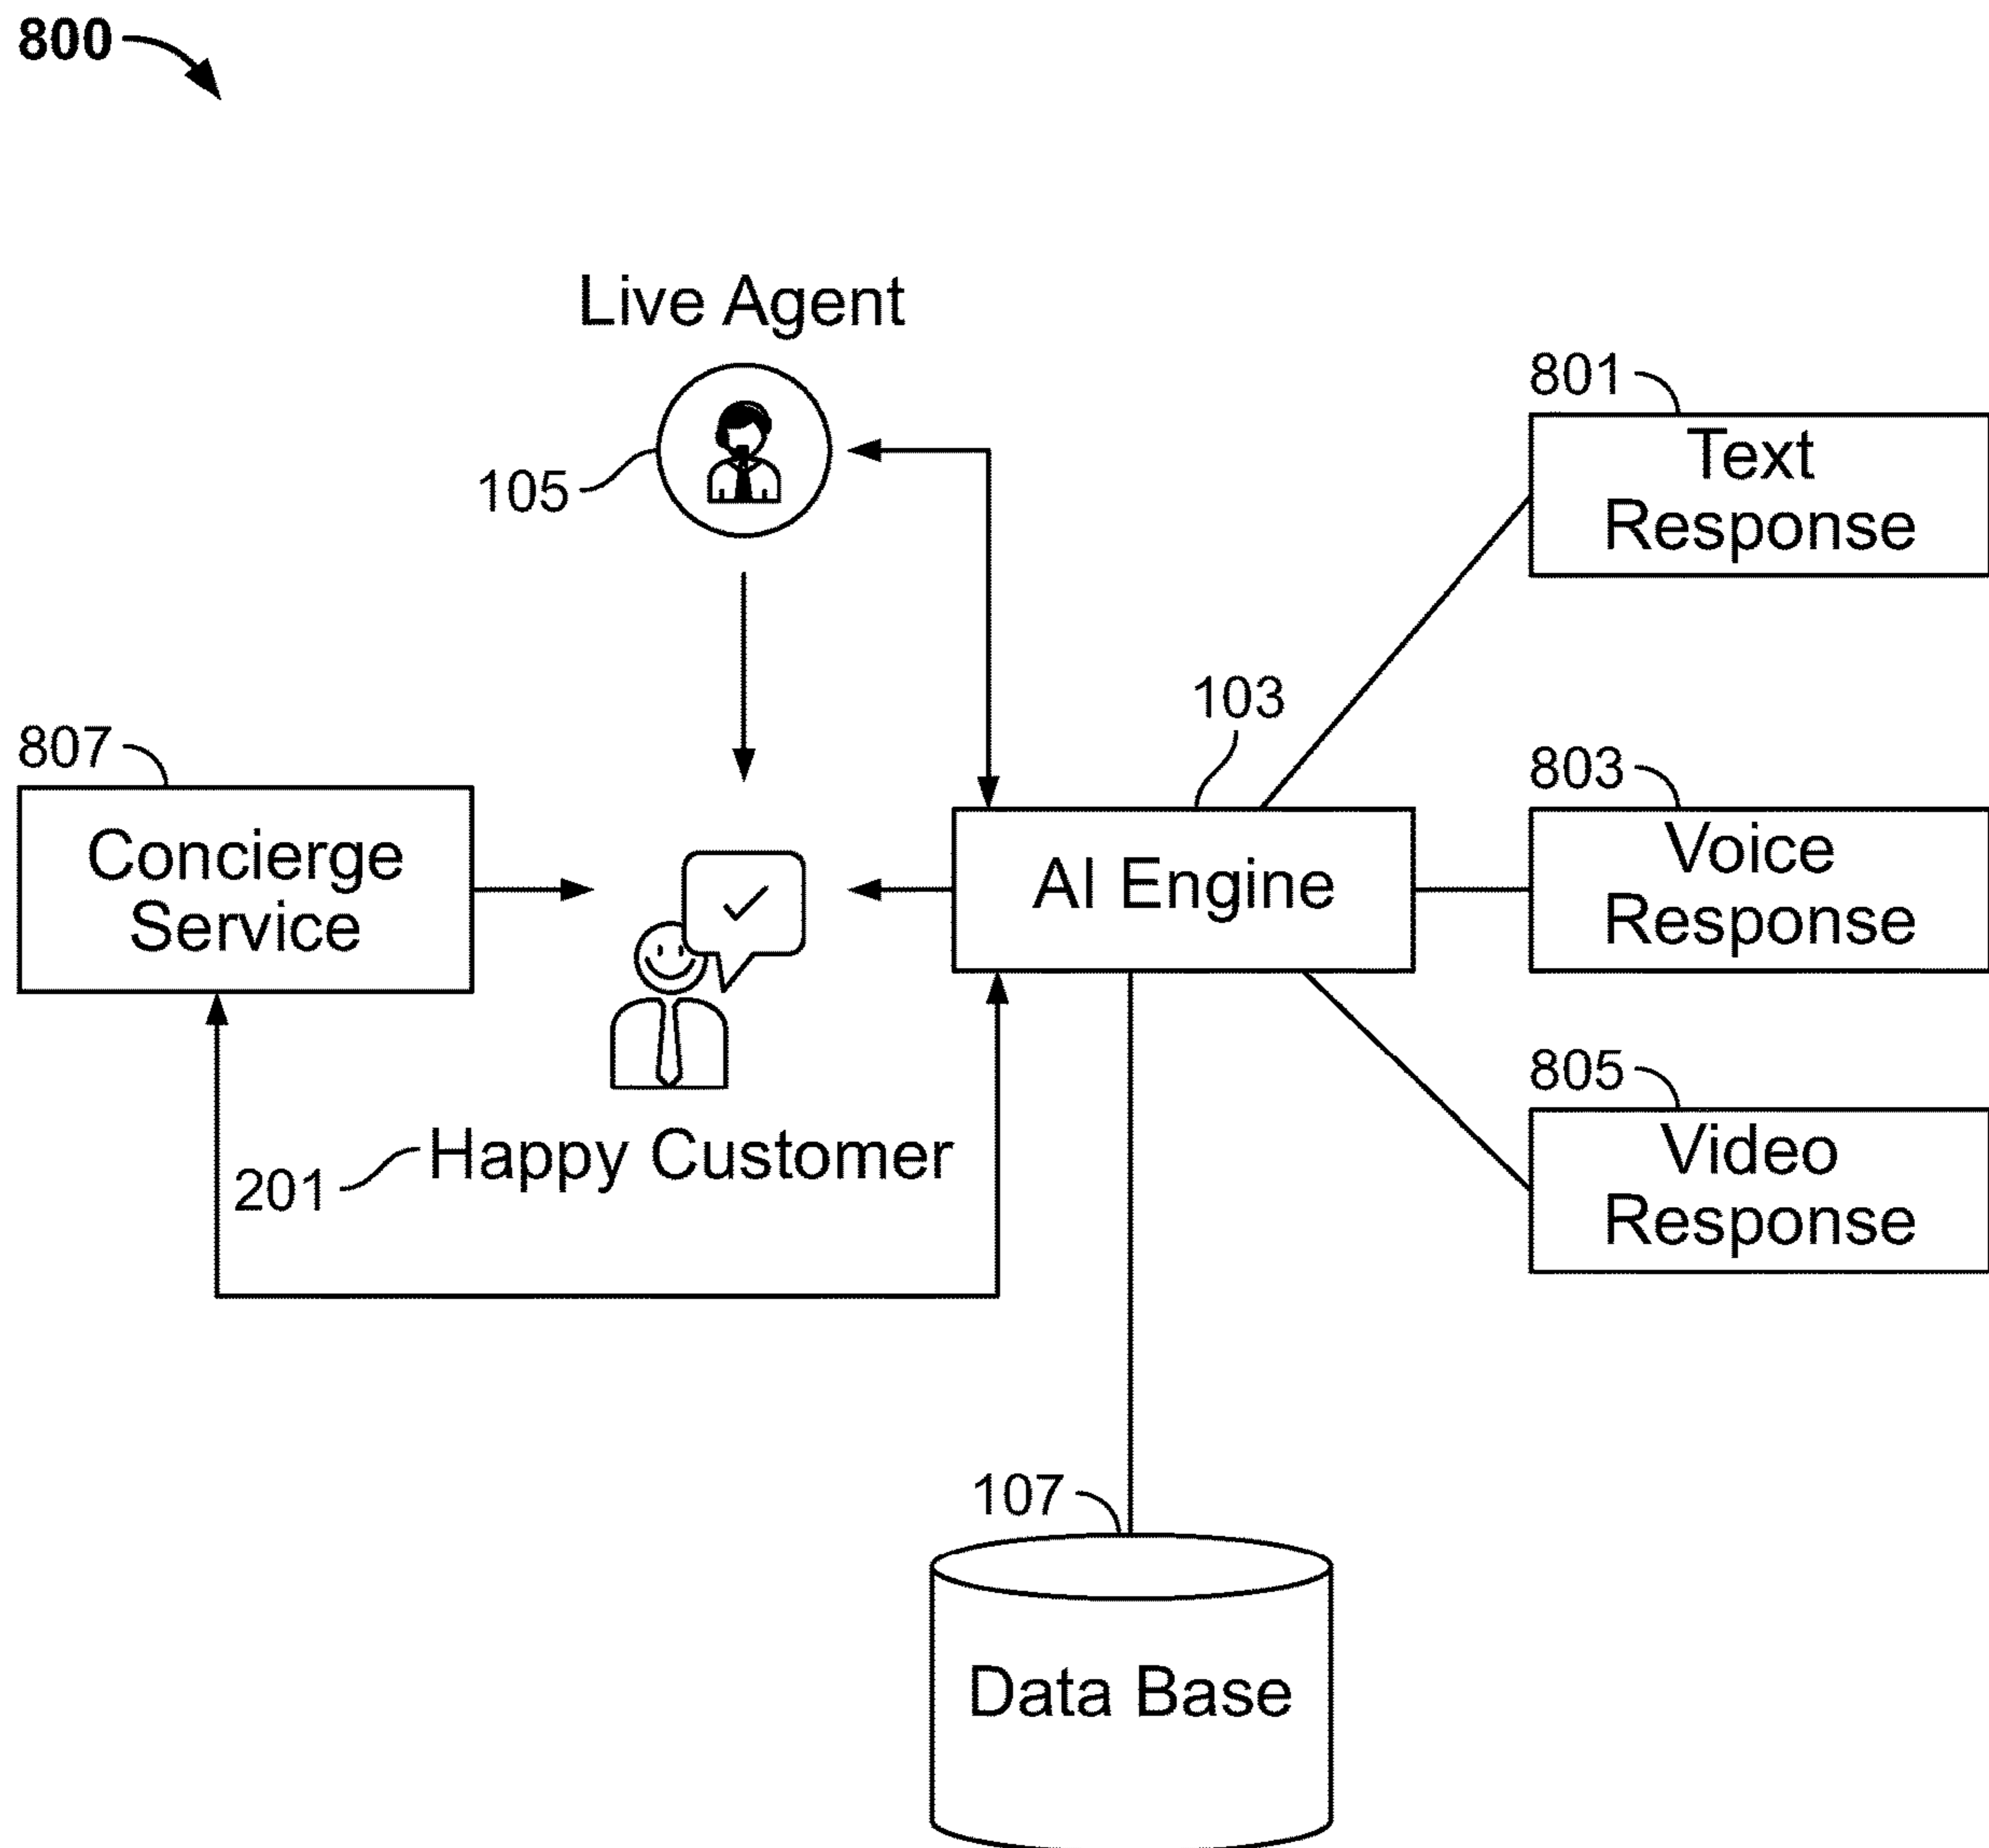 800
Live Agent
105
801
Text
Response
103
807
Concierge
Service
AI Engine
803
Voice
Response
805
Video
Response
201
Happy Customer
107
Data Base